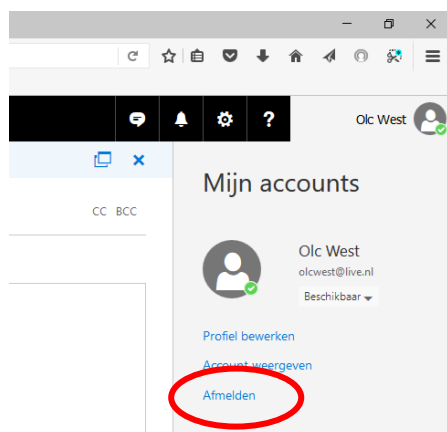 Olc West
Mijn accounts
CC BCC
Olc West
olcwest@live.nl
Beschikbaar
Profiel bewerken
Account weergeven
Afmelden